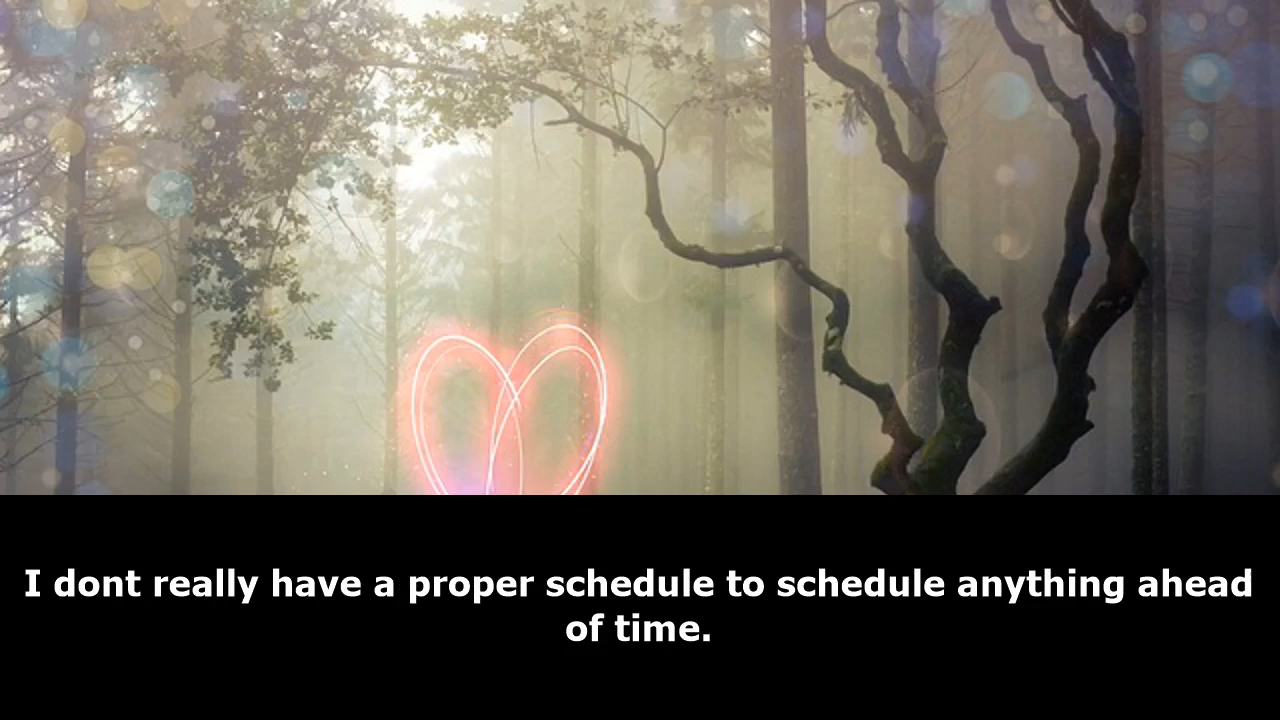 I dont really have a proper schedule to schedule anything ahead
of time.